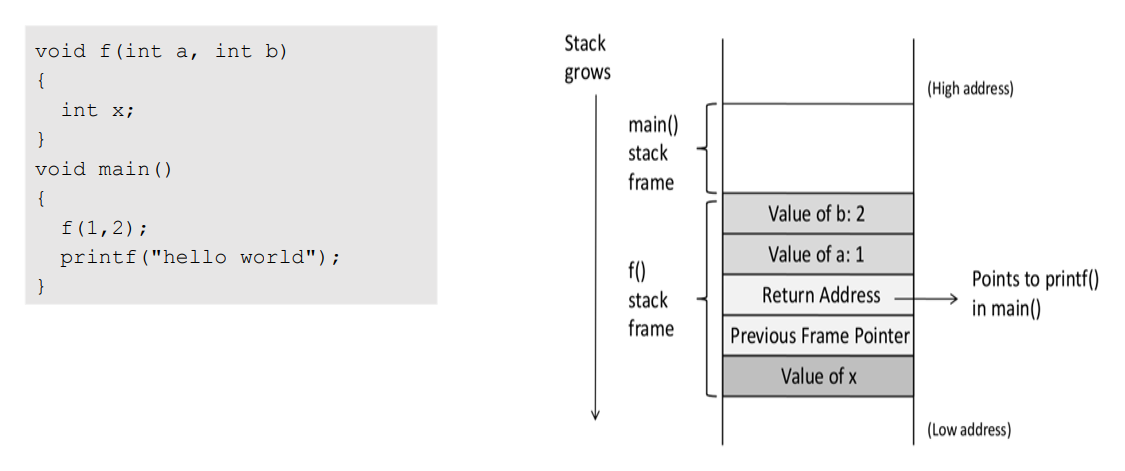 void f(int a, int b)
{
  int x;
}
void main()
{
  f(1,2);
  printf("hello world");
}
Stack
grows
(High address)
main()
stack
frame
Value of b: 2
Value of a: 1
f()
stack
frame
Return Address
Points to printf()
in main()
Previous Frame Pointer
Value of x
(Low address)